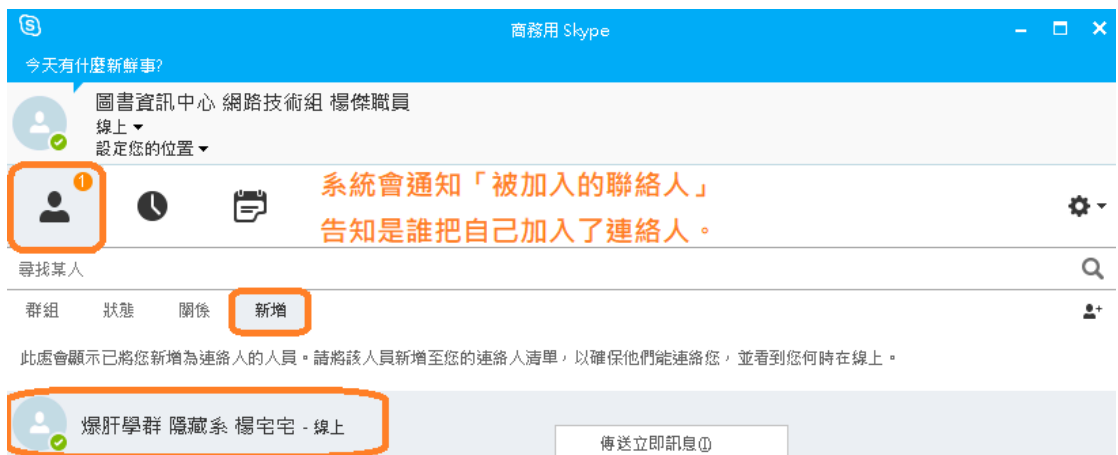 商務用 Skype
今天有什麼新鮮事?
圖書資訊中心 網路技術組 楊傑職員
線上
設定您的位置
1
系統會通知「被加入的聯絡人」
告知是誰把自己加入了連絡人。
尋找某人
群組 狀態 關係 新增
此處會顯示已將您新增為連絡人的人員。請將該人員新增至您的連絡人清單，以確保他們能連絡您，並看到您何時在線上。
爆肝學群 隱藏系 楊宅宅 - 線上
傳送立即訊息(I)